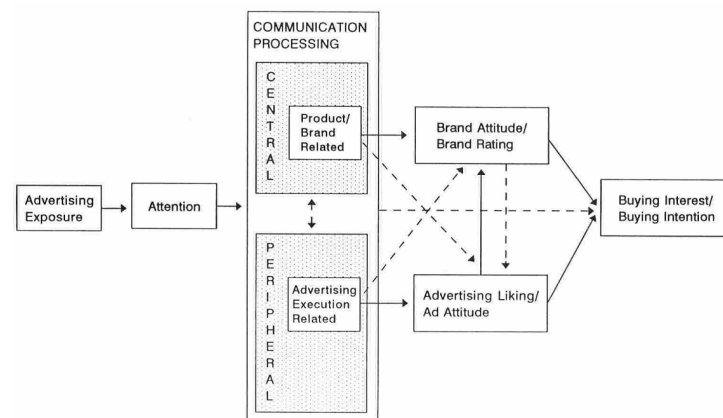 COMMUNICATION
PROCESSING
C
E
N
T
R
A
L
Product/
Brand
Related
Brand Attitude/
Brand Rating
Advertising
Exposure
Attention
Buying Interest/
Buying Intention
P
E
R
I
P
H
E
R
A
L
Advertising
Execution
Related
Advertising Liking/
Ad Attitude